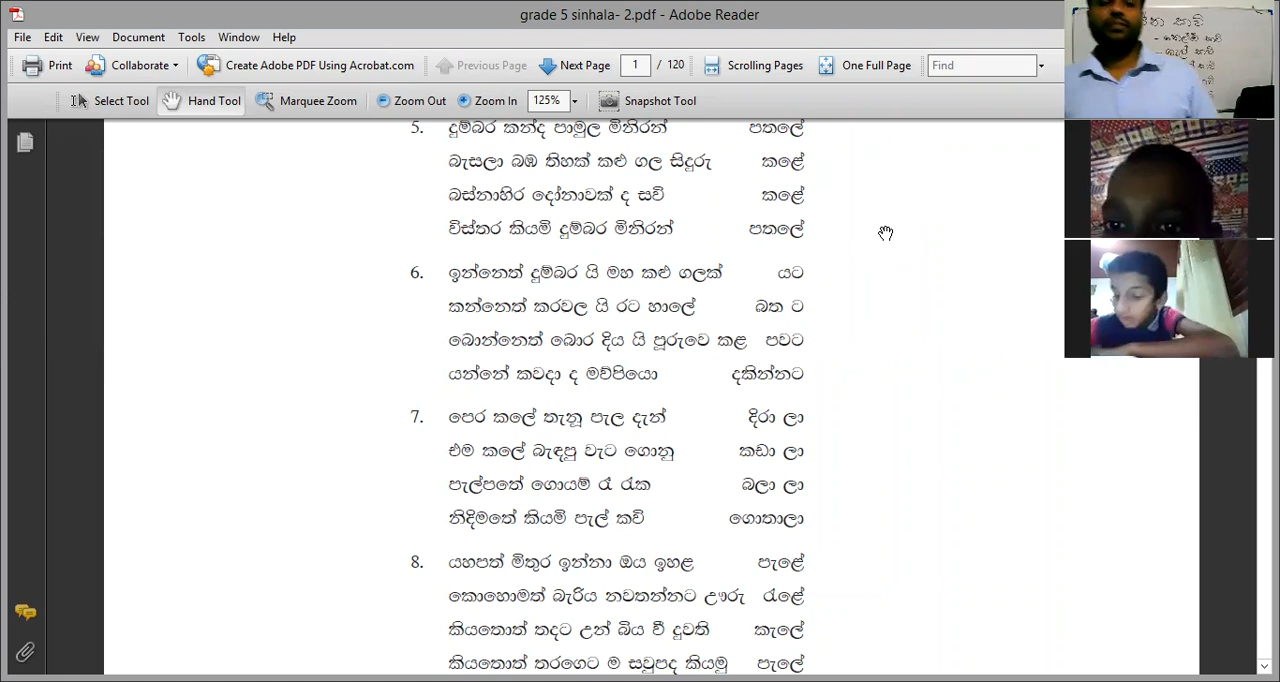 grade 5 sinhala- 2.pdf - Adobe Reader
File Edit View Document Tools Window Help
Print Collaborate Create Adobe PDF Using Acrobat.com Previous Page Next Page 1 / 120 Scrolling Pages One Full Page Find
Select Tool Hand Tool Marquee Zoom Zoom Out Zoom In 125% Snapshot Tool
5. දුම්බර කන්ද පාමුල මිනිරන් පතලේ
බැසලා බඹ තිහක් කළු ගල සිදුරු කළේ
බස්නාහිර දෝනාවක් ද සවි කළේ
විස්තර කියමි දුම්බර මිනිරන් පතලේ
6. ඉන්නෙත් දුම්බර යි මහ කළු ගලක් යට
කන්නෙත් කරවල යි රට හාලේ බත ට
බොන්නෙත් බොර දිය යි පූරුවෙ කළ පවට
යන්නේ කවදා ද මව්පියො දකින්නට
7. පෙර කලේ තැනූ පැල දැන් දිරා ලා
එම කලේ බැඳපු වැට ගොනු කඩා ලා
පැල්පතේ ගොයම් රෑ රැක බලා ලා
නිදිමතේ කියමි පැල් කවි ගොතාලා
8. යහපත් මිතුර ඉන්නා ඔය ඉහළ පැළේ
කොහොමත් බැරිය නවතන්නට ඌරු රැළේ
කියතොත් තදට උන් බිය වී දුවති කැලේ
කියතොත් තරගෙට ම සවුපද කියමු පැලේ